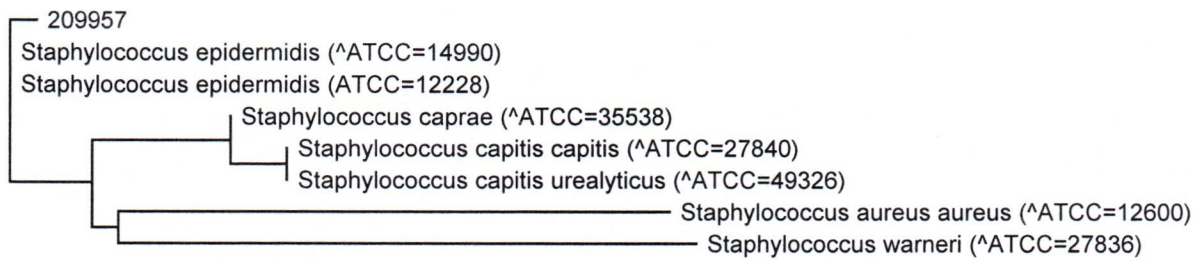 209957
Staphylococcus epidermidis (^ATCC=14990)
Staphylococcus epidermidis (ATCC=12228)
Staphylococcus caprae (^ATCC=35538)
Staphylococcus capitis capitis (^ATCC=27840)
Staphylococcus capitis urealyticus (^ATCC=49326)
Staphylococcus aureus aureus (^ATCC=12600)
Staphylococcus warneri (^ATCC=27836)